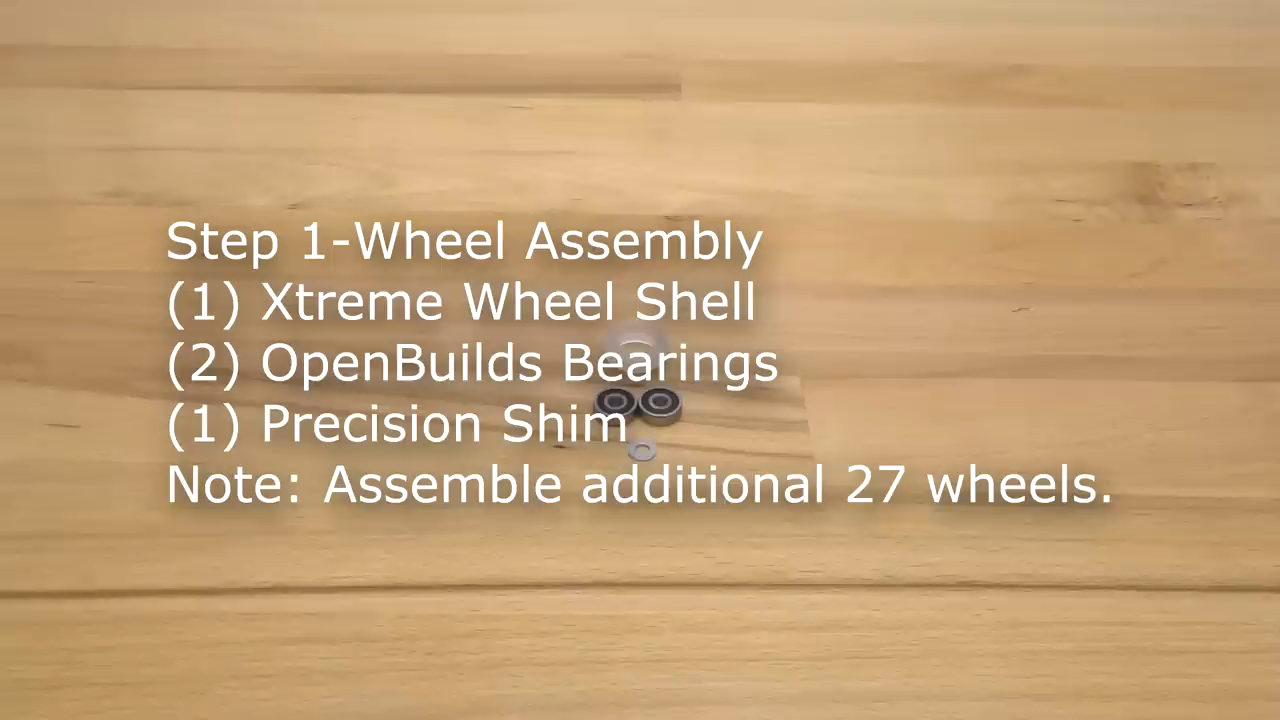 Step 1-Wheel Assembly
(1) Xtreme Wheel Shell
(2) OpenBuilds Bearings
(1) Precision Shim
Note: Assemble additional 27 wheels.